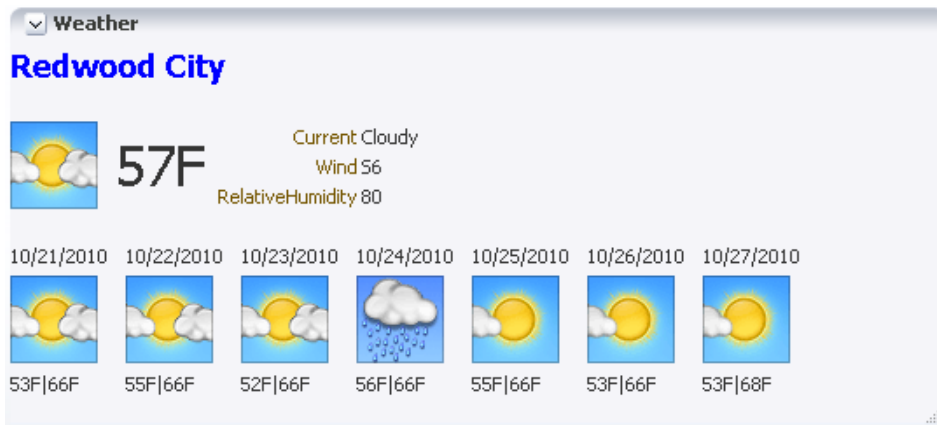 Weather
Redwood City
57F
Current Cloudy
Wind 56
RelativeHumidity 80
10/21/2010 10/22/2010 10/23/2010 10/24/2010 10/25/2010 10/26/2010 10/27/2010
53F|66F 55F|66F 52F|66F 56F|66F 55F|66F 53F|66F 53F|68F